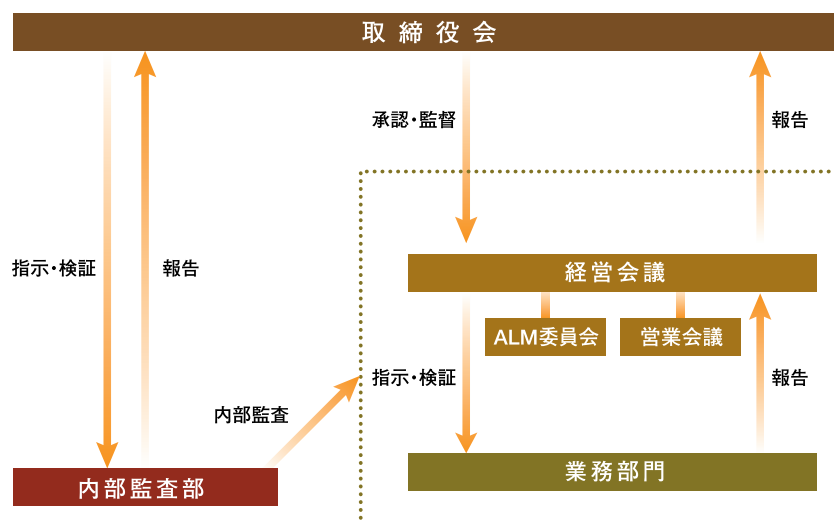 取締役会
承認・監督
報告
指示・検証
報告
経営会議
ALM委員会
営業会議
指示・検証
報告
内部監査
業務部門
内部監査部